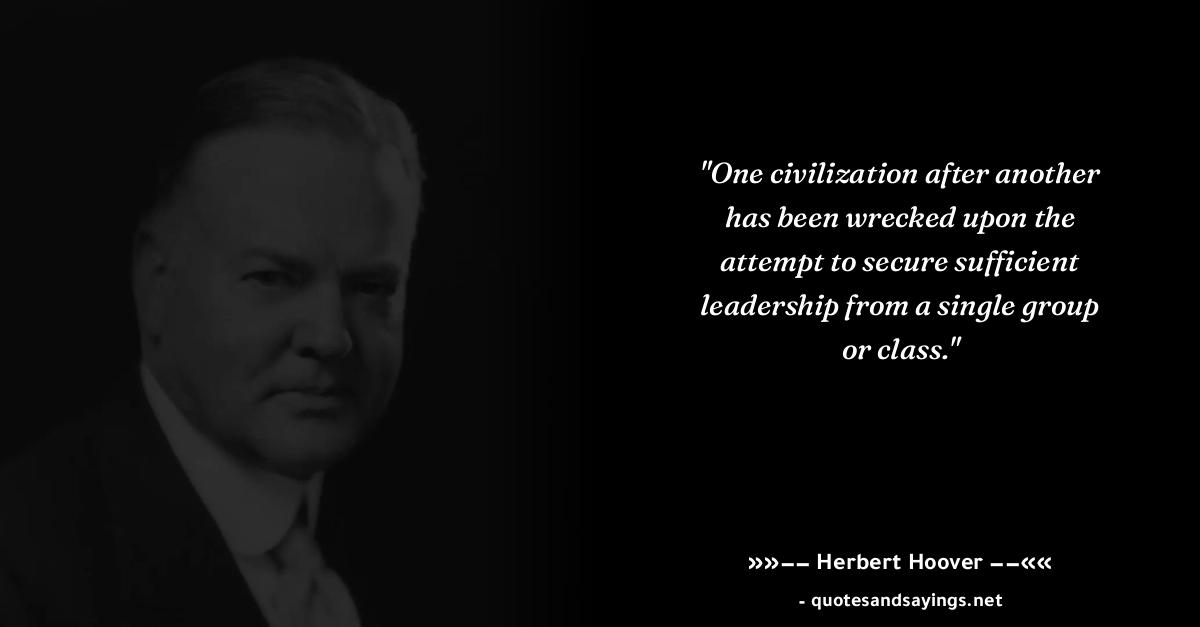 "One civilization after another
has been wrecked upon the
attempt to secure sufficient
leadership from a single group
or class."
»»−− Herbert Hoover −−««
- quotesandsayings.net